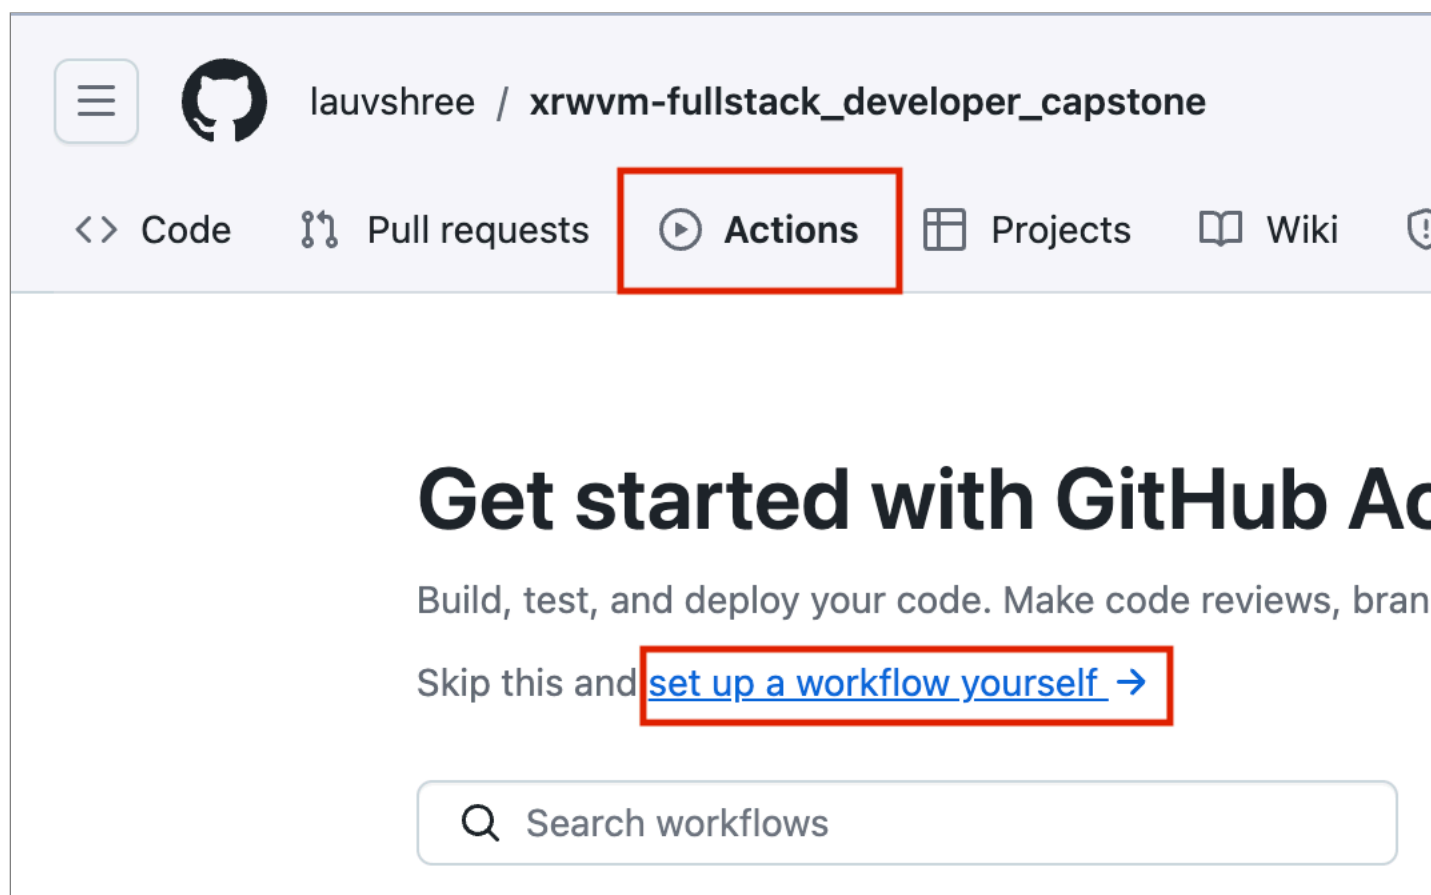 lauvshree / xrwvm-fullstack_developer_capstone
Code Pull requests Actions Projects Wiki
Get started with GitHub Ac
Build, test, and deploy your code. Make code reviews, bran
Skip this and set up a workflow yourself →
Search workflows